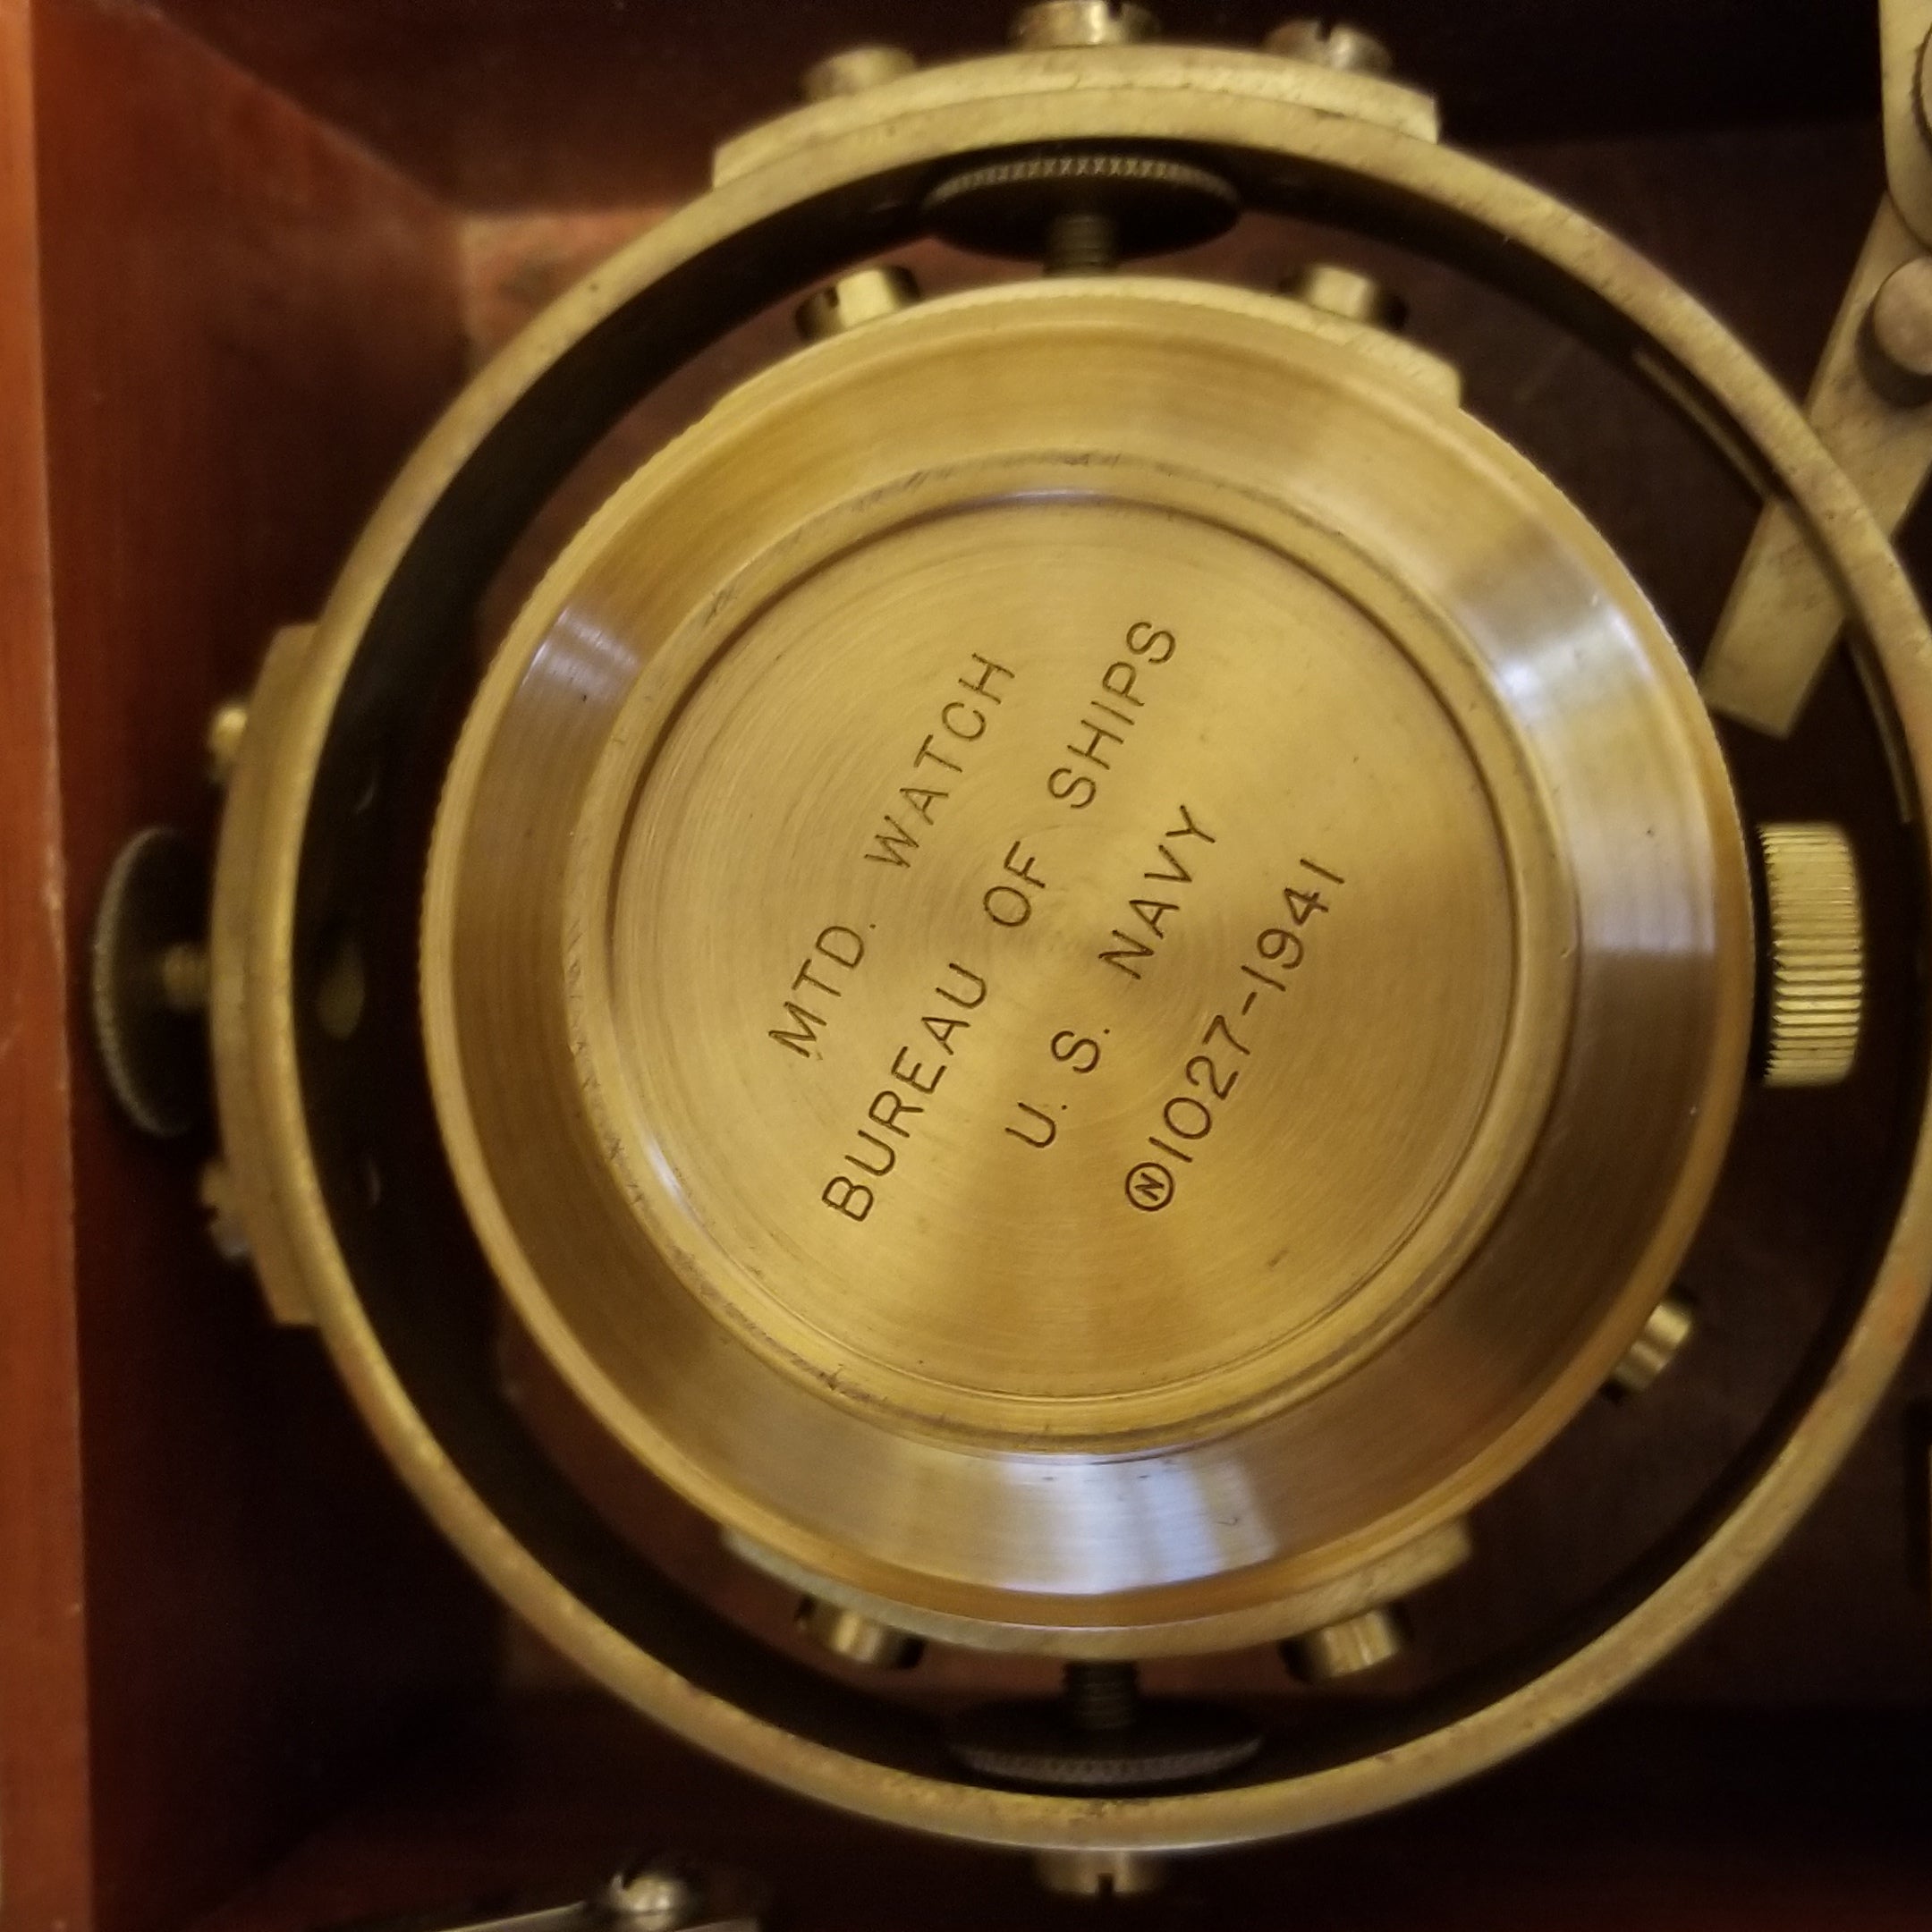 MTD. WATCH
BUREAU OF SHIPS
U. S. NAVY
Ⓝ1027-1941